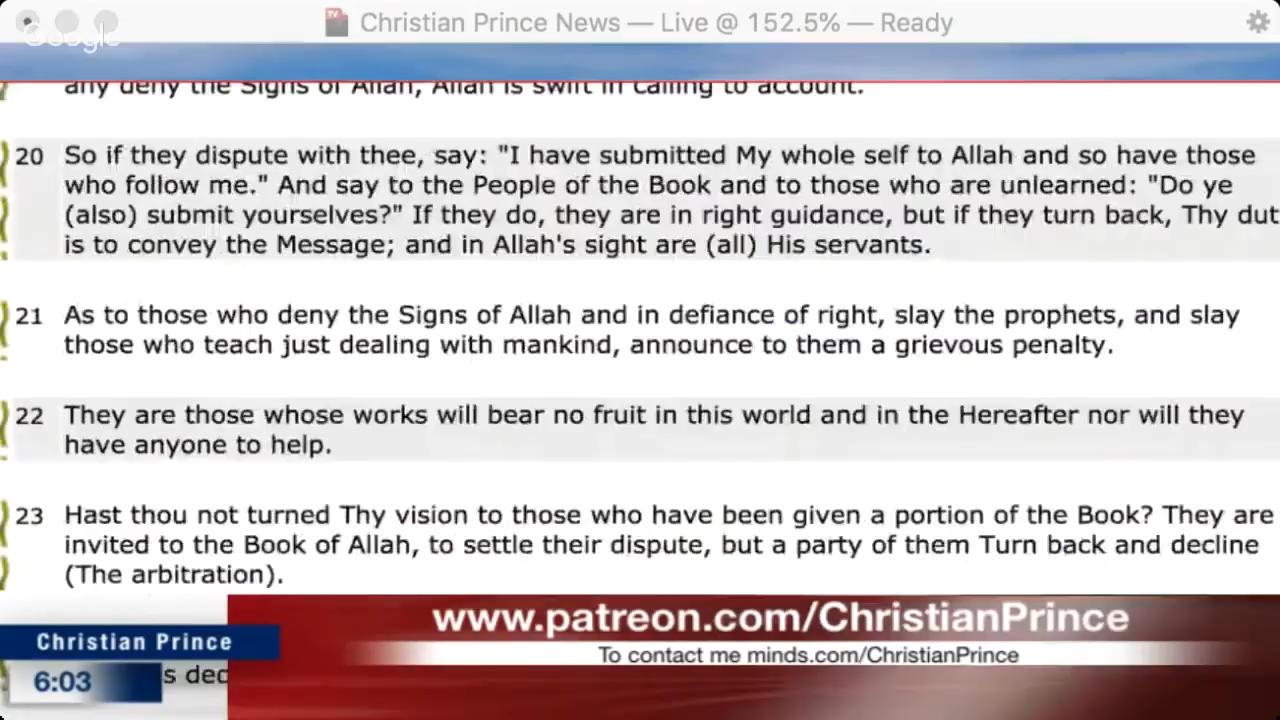 Christian Prince News — Live @ 152.5% — Ready
Google
any deny the Signs of Allah, Allah is swift in calling to account.
20 So if they dispute with thee, say: "I have submitted My whole self to Allah and so have those
who follow me." And say to the People of the Book and to those who are unlearned: "Do ye
(also) submit yourselves?" If they do, they are in right guidance, but if they turn back, Thy dut
is to convey the Message; and in Allah's sight are (all) His servants.
21 As to those who deny the Signs of Allah and in defiance of right, slay the prophets, and slay
those who teach just dealing with mankind, announce to them a grievous penalty.
22 They are those whose works will bear no fruit in this world and in the Hereafter nor will they
have anyone to help.
23 Hast thou not turned Thy vision to those who have been given a portion of the Book? They are
invited to the Book of Allah, to settle their dispute, but a party of them Turn back and decline
(The arbitration).
www.patreon.com/ChristianPrince
Christian Prince
To contact me minds.com/ChristianPrince
6:03